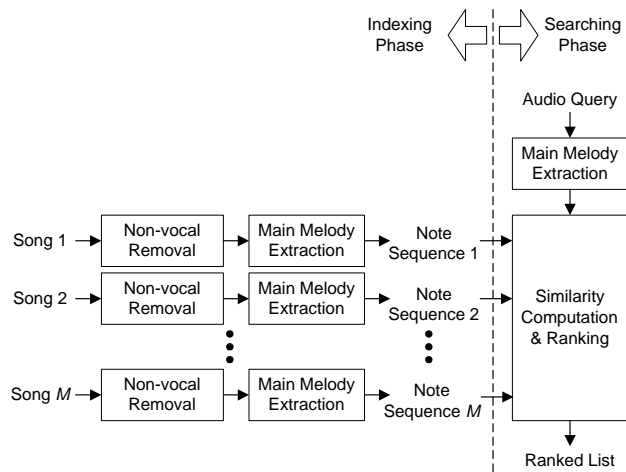 Indexing
Phase
Searching
Phase
Audio Query
Main Melody
Extraction
Song 1
Non-vocal
Removal
Main Melody
Extraction
Note
Sequence 1
Song 2
Non-vocal
Removal
Main Melody
Extraction
Note
Sequence 2
Similarity
Computation
& Ranking
Song M
Non-vocal
Removal
Main Melody
Extraction
Note
Sequence M
Ranked List